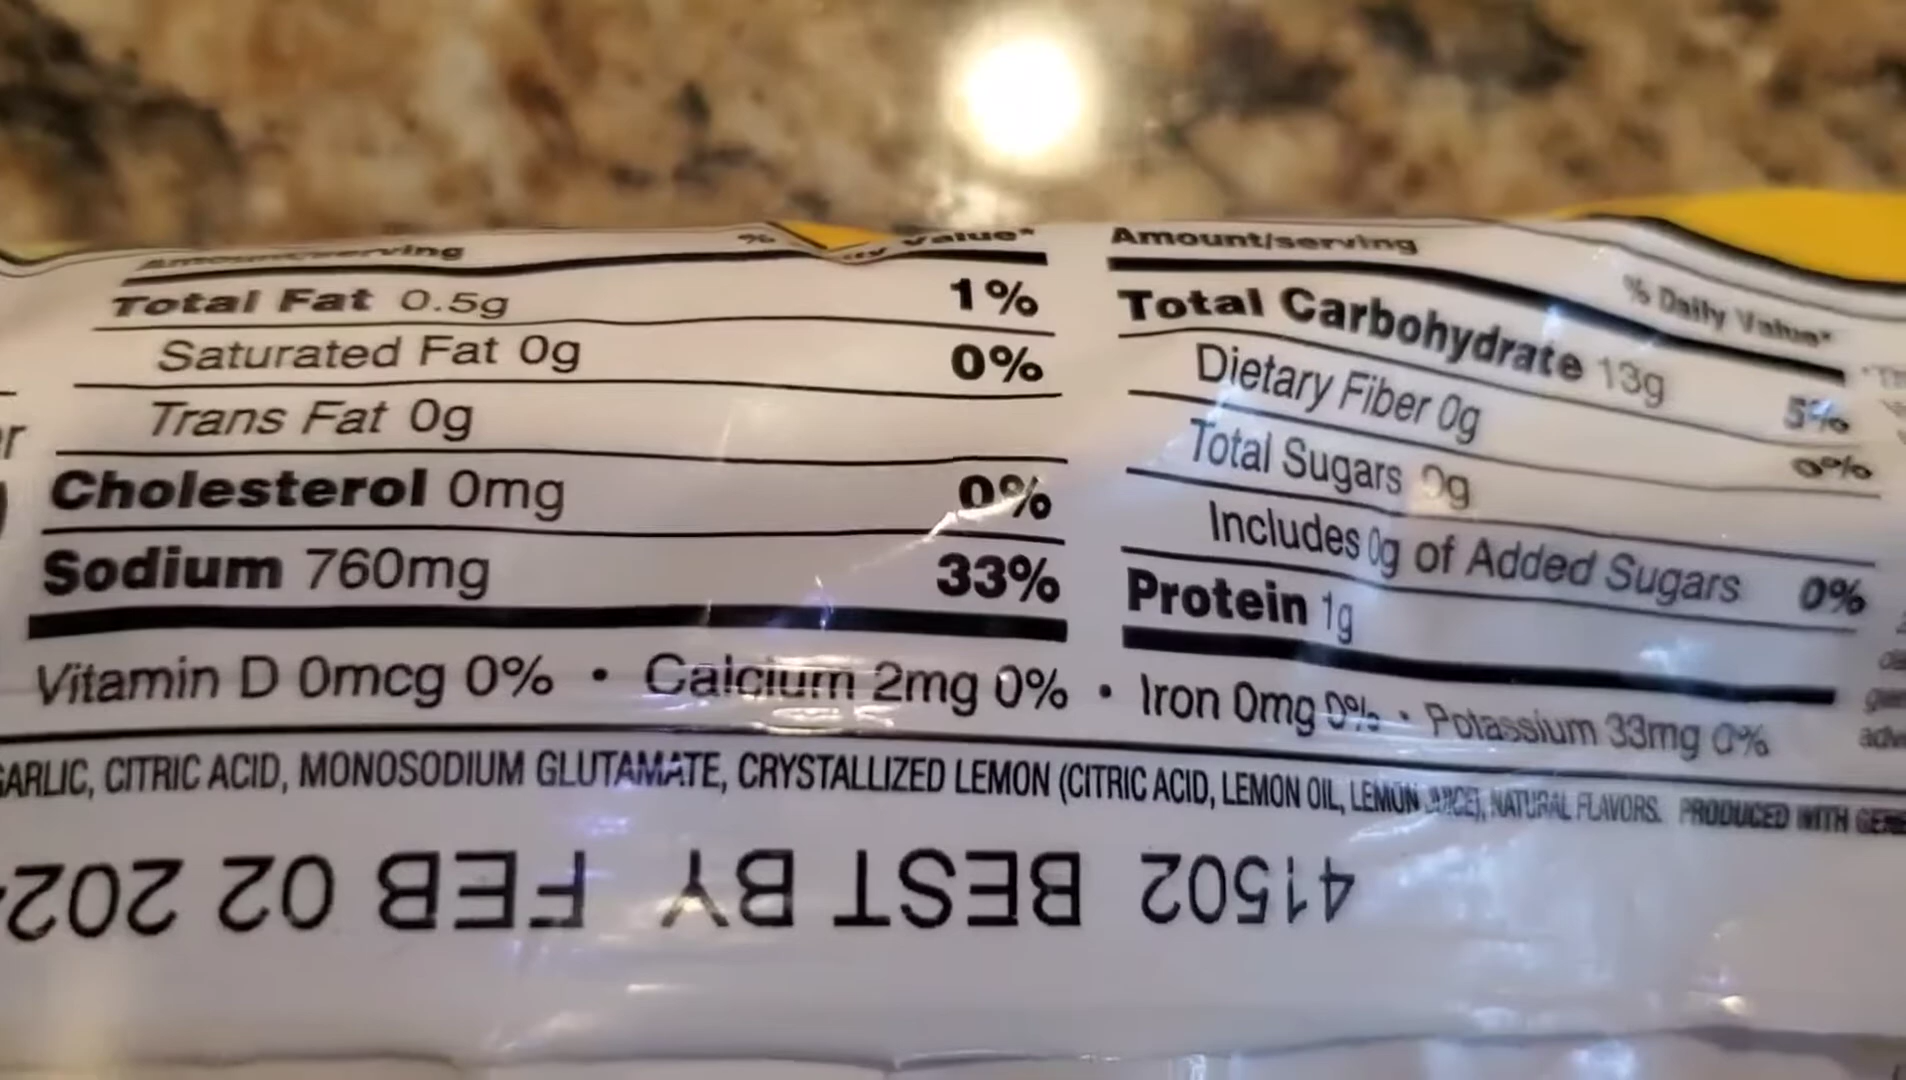 Amount/serving % Value*
Total Fat 0.5g 1%
Saturated Fat 0g 0%
Trans Fat 0g
Cholesterol 0mg 0%
Sodium 760mg 33%
Amount/serving % Daily Value*
Total Carbohydrate 13g 5%
Dietary Fiber 0g 0%
Total Sugars 0g
Includes 0g of Added Sugars 0%
Protein 1g
Vitamin D 0mcg 0% • Calcium 2mg 0% • Iron 0mg 0% • Potassium 33mg 0%
GARLIC, CITRIC ACID, MONOSODIUM GLUTAMATE, CRYSTALLIZED LEMON (CITRIC ACID, LEMON OIL, LEMON JUICE), NATURAL FLAVORS. PRODUCED WITH
41502 BEST BY FEB 02 202